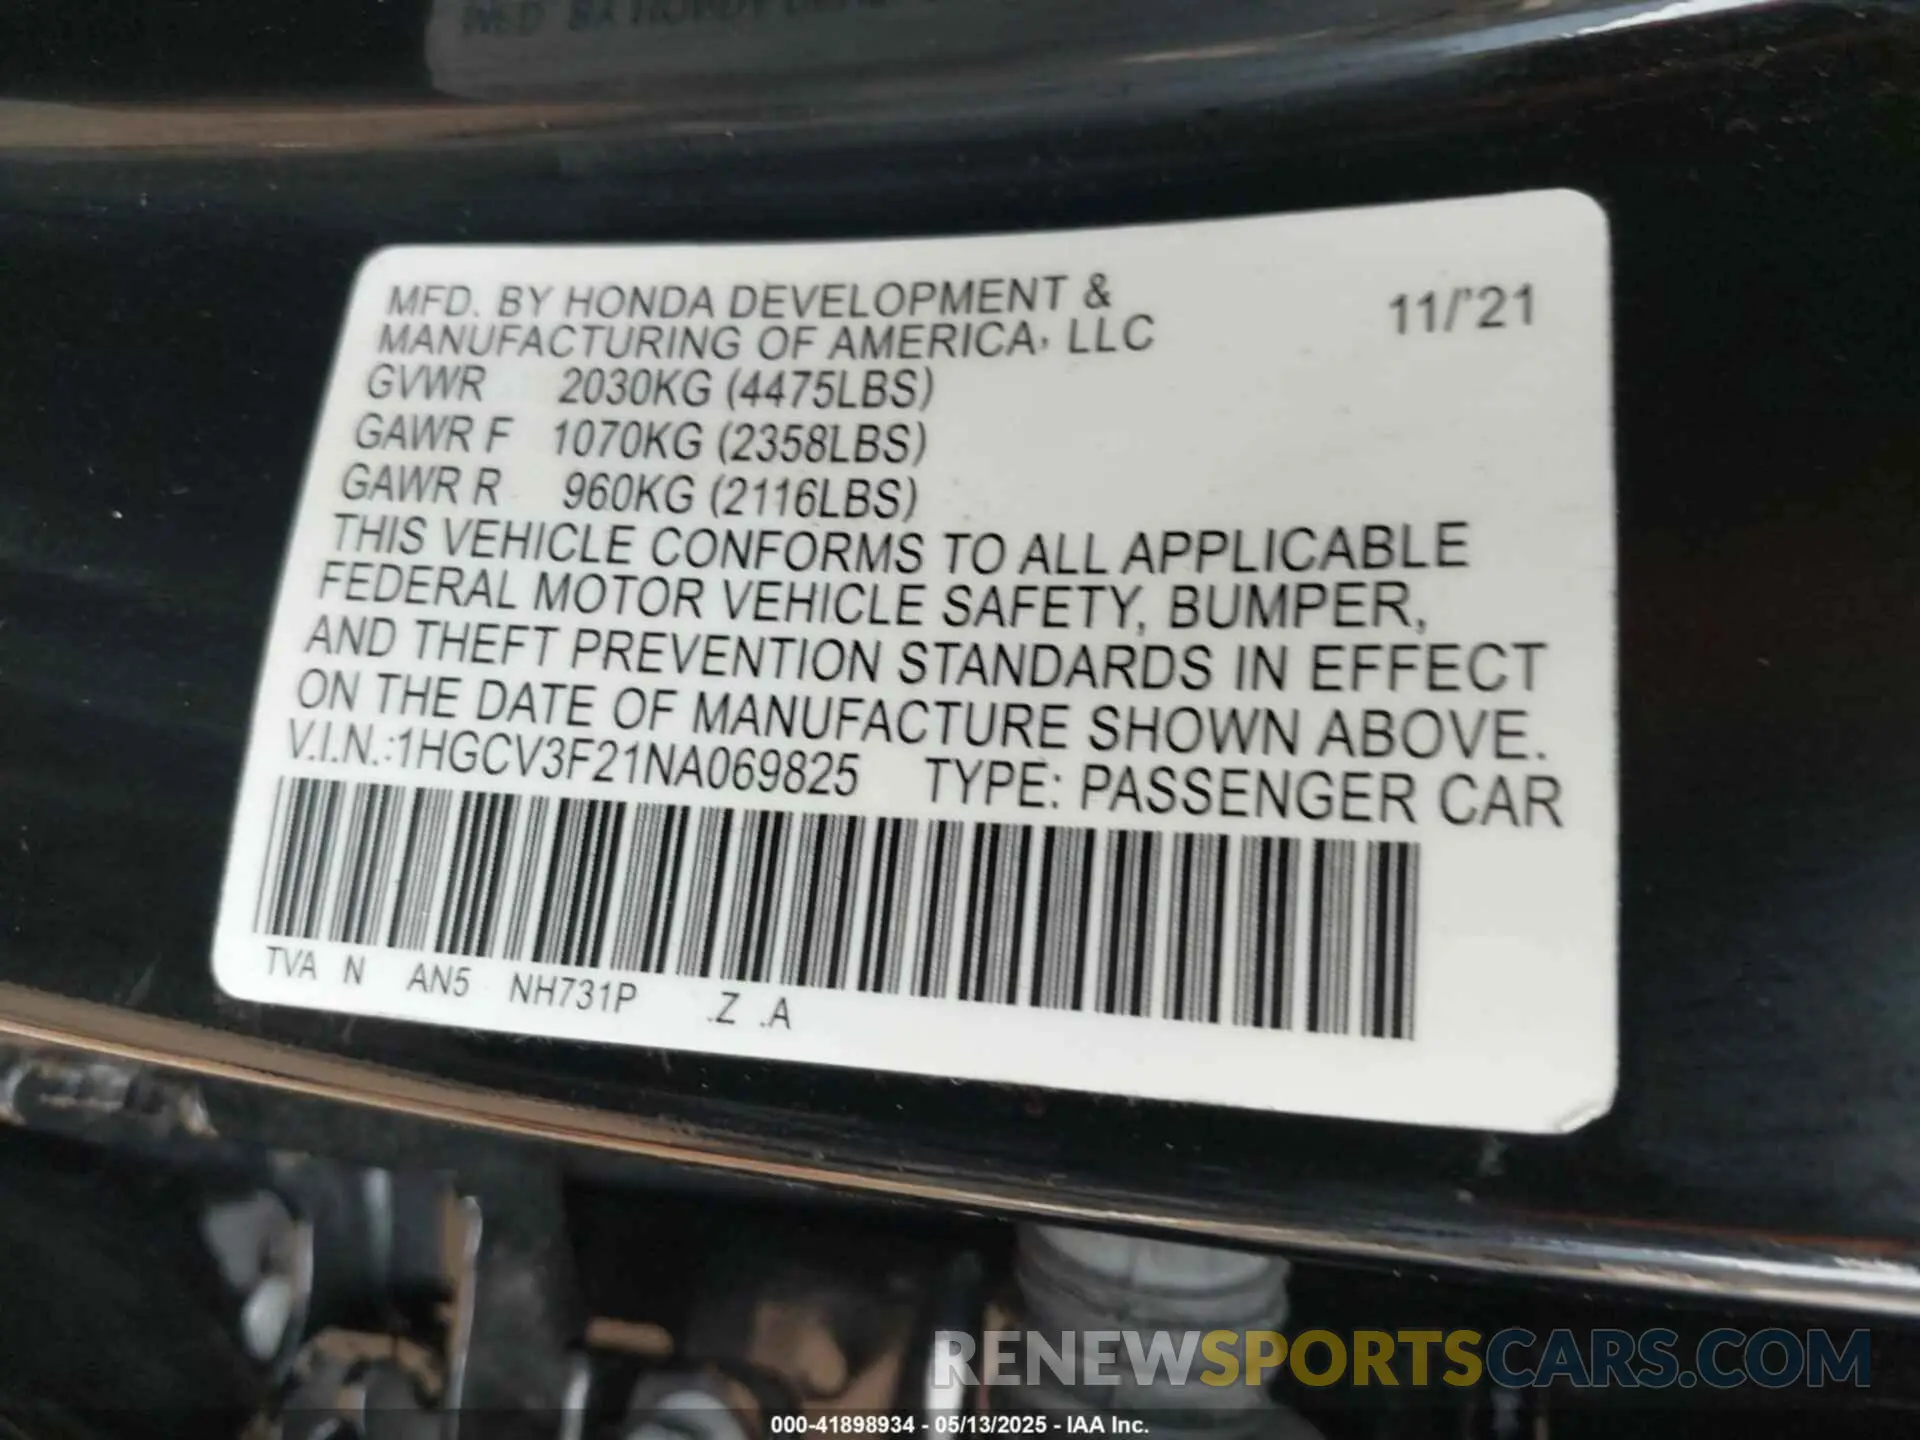 MFD. BY HONDA DEVELOPMENT & 11/'21
MANUFACTURING OF AMERICA, LLC
GVWR 2030KG (4475LBS)
GAWR F 1070KG (2358LBS)
GAWR R 960KG (2116LBS)
THIS VEHICLE CONFORMS TO ALL APPLICABLE
FEDERAL MOTOR VEHICLE SAFETY, BUMPER,
AND THEFT PREVENTION STANDARDS IN EFFECT
ON THE DATE OF MANUFACTURE SHOWN ABOVE.
V.I.N.:1HGCV3F21NA069825 TYPE: PASSENGER CAR
TVA N AN5 NH731P .Z .A
RENEWSPORTSCARS.COM
000-41898934 - 05/13/2025 - IAA Inc.